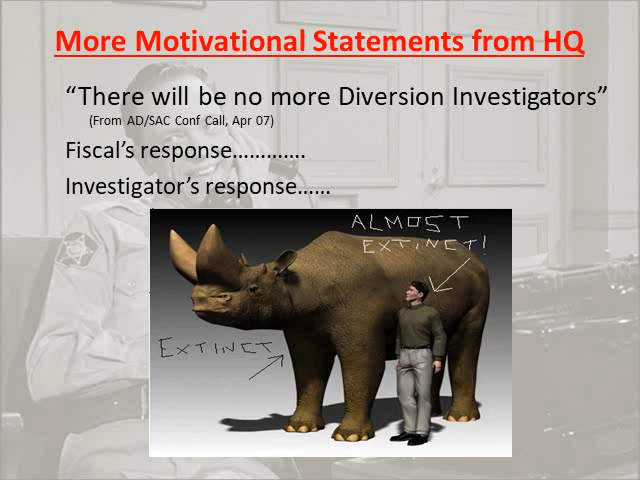 More Motivational Statements from HQ
“There will be no more Diversion Investigators”
(From AD/SAC Conf Call, Apr 07)
Fiscal’s response………….
Investigator’s response……
ALMOST
EXTINCT!
EXTINCT